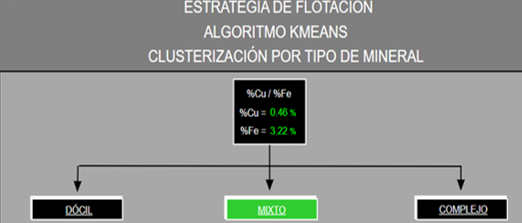 ESTRATEGIA DE FLOTACIÓN
ALGORITMO KMEANS
CLUSTERIZACIÓN POR TIPO DE MINERAL
%Cu / %Fe
%Cu = 0.46 %
%Fe = 3.22 %
DÓCIL MIXTO COMPLEJO